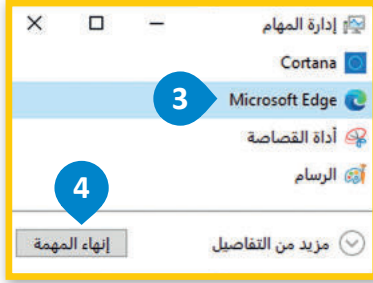 إدارة المهام
Cortana
Microsoft Edge 3
أداة القصاصة
الرسام
4
مزيد من التفاصيل إنهاء المهمة